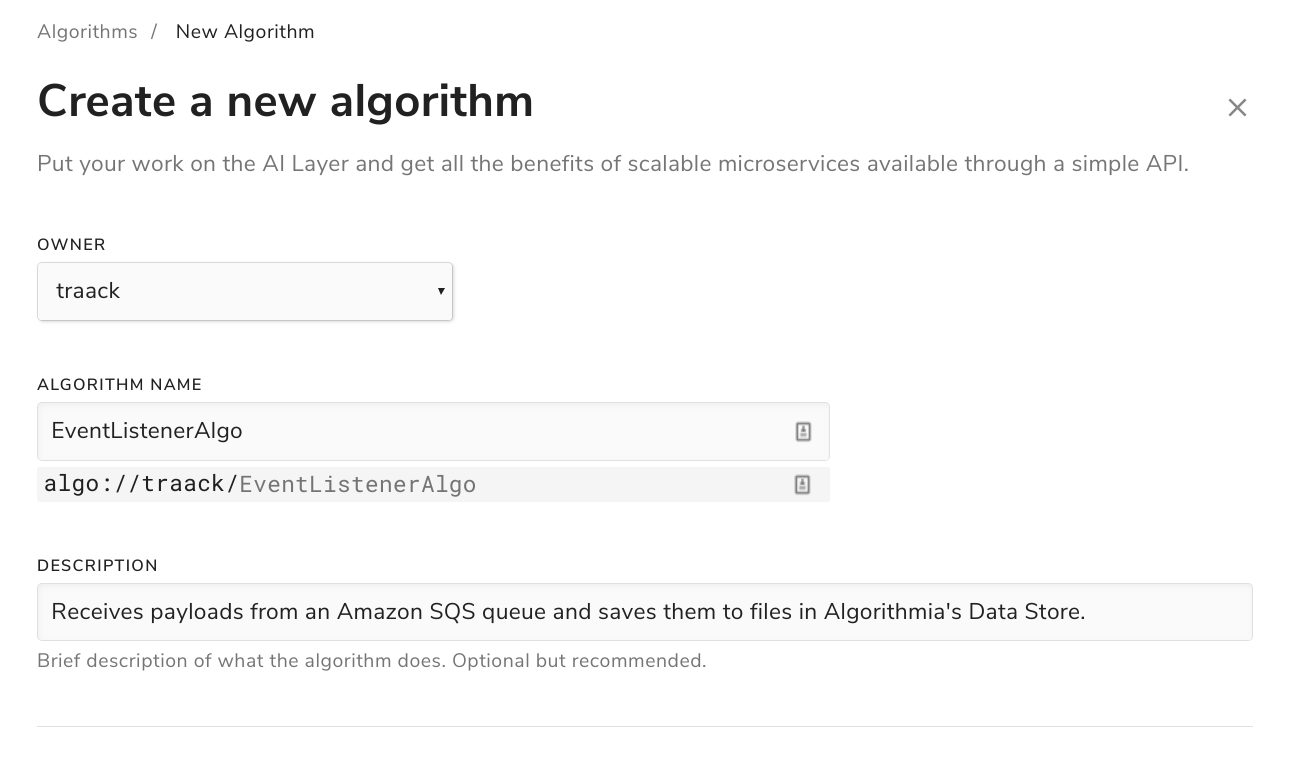 Algorithms / New Algorithm
Create a new algorithm
Put your work on the AI Layer and get all the benefits of scalable microservices available through a simple API.
OWNER
traack
ALGORITHM NAME
EventListenerAlgo
algo://traack/EventListenerAlgo
DESCRIPTION
Receives payloads from an Amazon SQS queue and saves them to files in Algorithmia's Data Store.
Brief description of what the algorithm does. Optional but recommended.